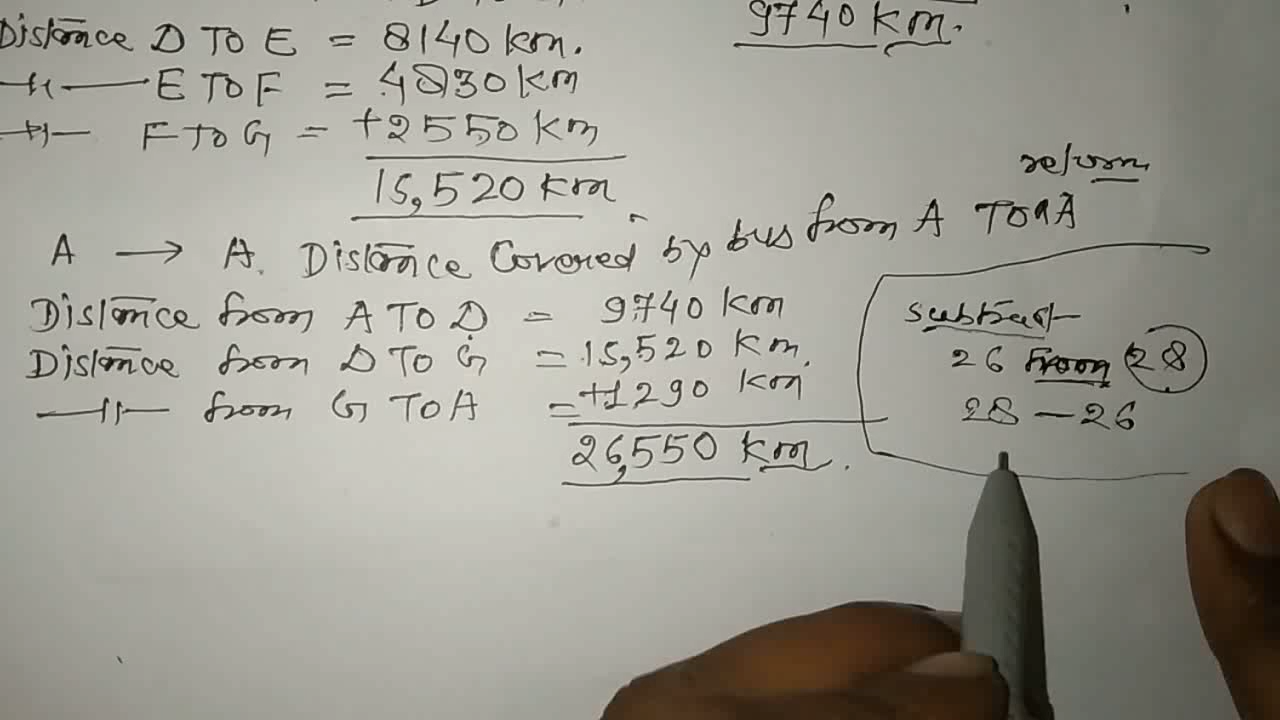 9740 km.
Distance D TO E = 8140 km.
—〃— E TO F = 4830 km
—〃— F TO G = +2550 km
15,520 km
return
A → A. Distance Covered by bus from A TO A
Distance from A TO D = 9740 km
Distance from D TO G = 15,520 km.
—〃— from G TO A = +1290 km
26,550 km.
subtract
26 from 28
28 – 26